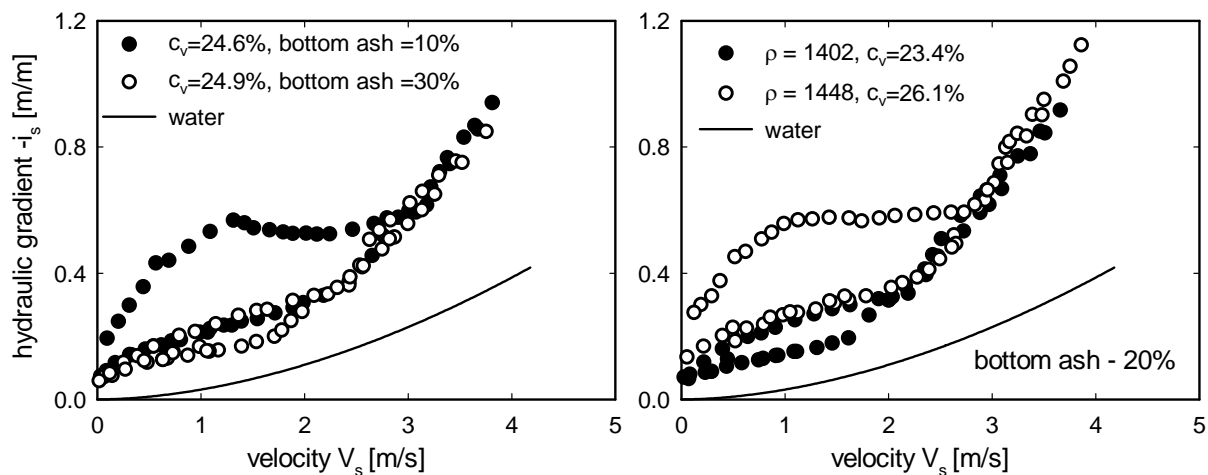 1.2
0.8
0.4
0.0
hydraulic gradient -i_s [m/m]
c_v=24.6%, bottom ash =10%
c_v=24.9%, bottom ash =30%
water
0 1 2 3 4 5
velocity V_s [m/s]
1.2
0.8
0.4
0.0
ρ = 1402, c_v=23.4%
ρ = 1448, c_v=26.1%
water
bottom ash - 20%
0 1 2 3 4 5
velocity V_s [m/s]